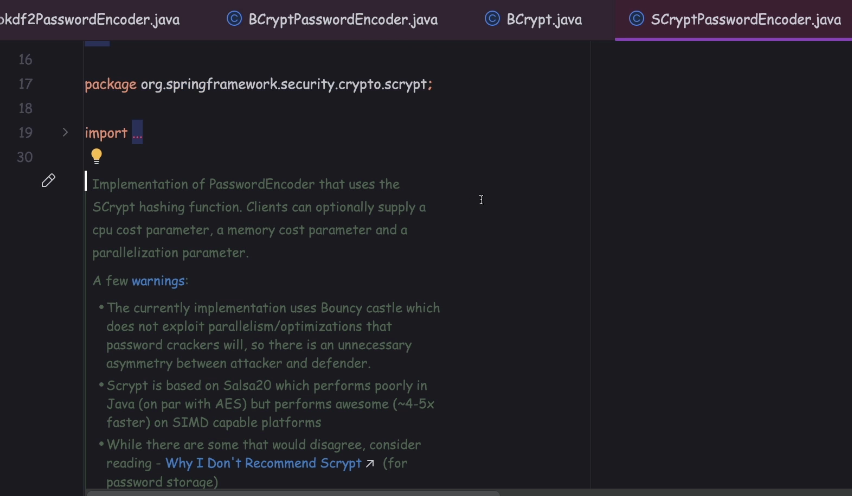 bkdf2PasswordEncoder.java BCryptPasswordEncoder.java BCrypt.java SCryptPasswordEncoder.java
16
17 package org.springframework.security.crypto.scrypt;
18
19 import ...
30
Implementation of PasswordEncoder that uses the
SCrypt hashing function. Clients can optionally supply a
cpu cost parameter, a memory cost parameter and a
parallelization parameter.
A few warnings:
• The currently implementation uses Bouncy castle which
does not exploit parallelism/optimizations that
password crackers will, so there is an unnecessary
asymmetry between attacker and defender.
• Scrypt is based on Salsa20 which performs poorly in
Java (on par with AES) but performs awesome (~4-5x
faster) on SIMD capable platforms
• While there are some that would disagree, consider
reading - Why I Don't Recommend Scrypt ↗ (for
password storage)